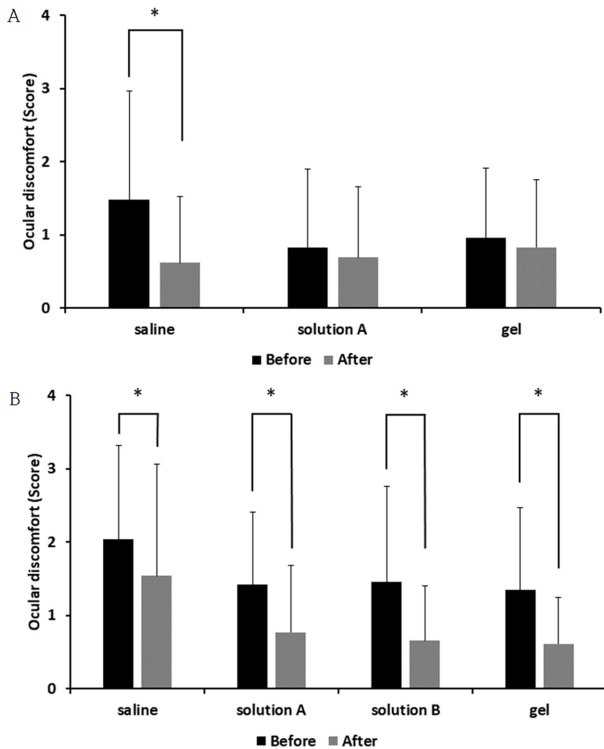 A
*
4
3
2
1
0
Ocular discomfort (Score)
saline solution A gel
Before After
B
* * * *
4
3
2
1
0
Ocular discomfort (Score)
saline solution A solution B gel
Before After